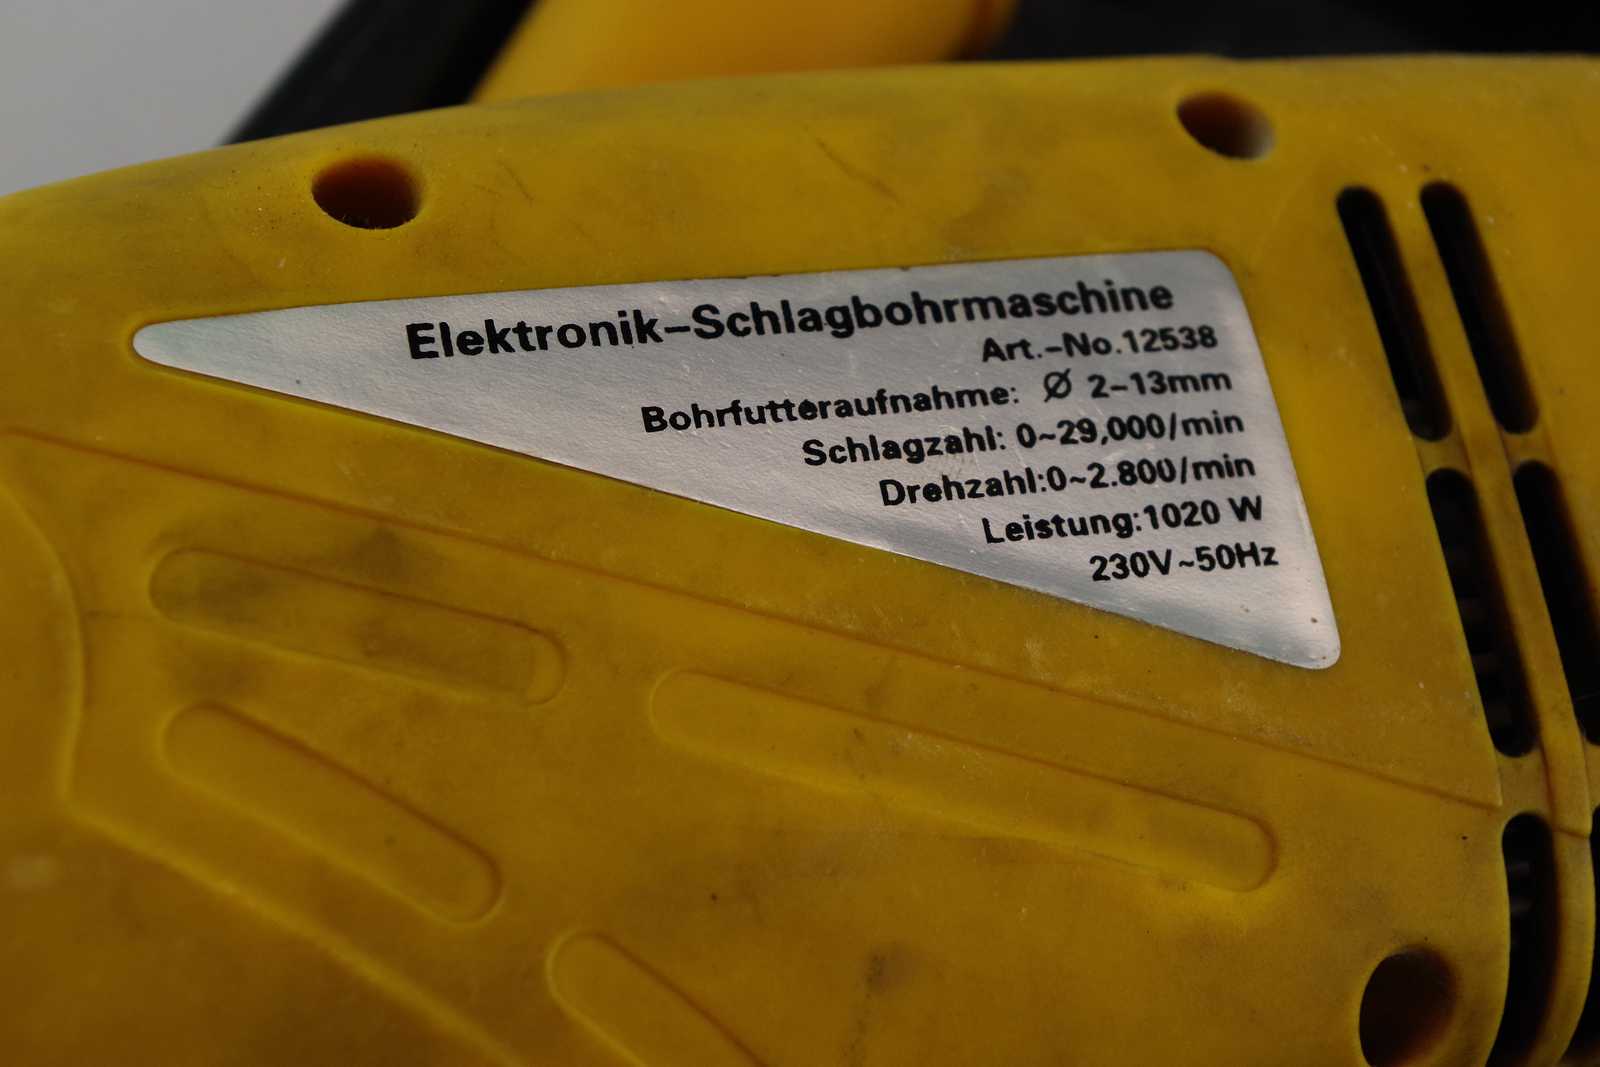 Elektronik-Schlagbohrmaschine
Art.-No.12538
Bohrfutteraufnahme: Ø 2-13mm
Schlagzahl: 0~29,000/min
Drehzahl:0~2.800/min
Leistung:1020 W
230V~50Hz